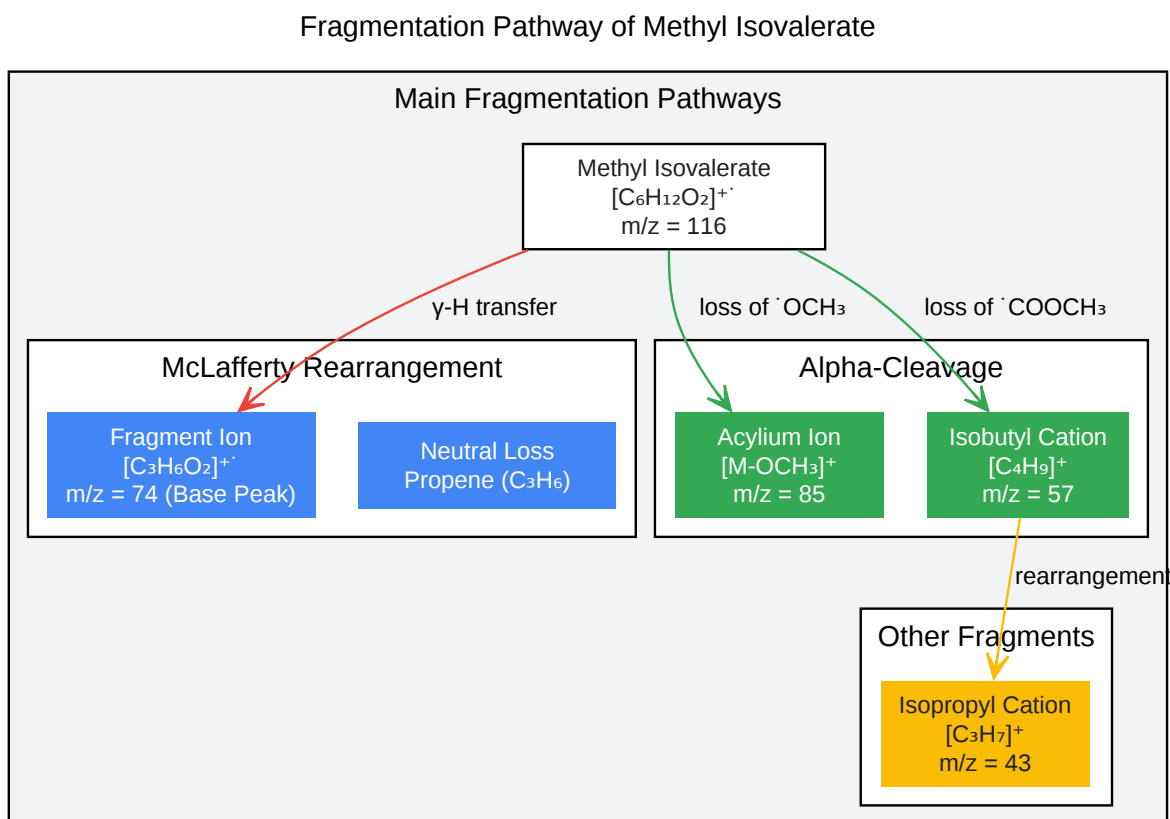 Fragmentation Pathway of Methyl Isovalerate
Main Fragmentation Pathways
Methyl Isovalerate
[C₆H₁₂O₂]⁺˙
m/z = 116
γ-H transfer
loss of ˙OCH₃
loss of ˙COOCH₃
McLafferty Rearrangement
Fragment Ion
[C₃H₆O₂]⁺˙
m/z = 74 (Base Peak)
Neutral Loss
Propene (C₃H₆)
Alpha-Cleavage
Acylium Ion
[M-OCH₃]⁺
m/z = 85
Isobutyl Cation
[C₄H₉]⁺
m/z = 57
rearrangement
Other Fragments
Isopropyl Cation
[C₃H₇]⁺
m/z = 43